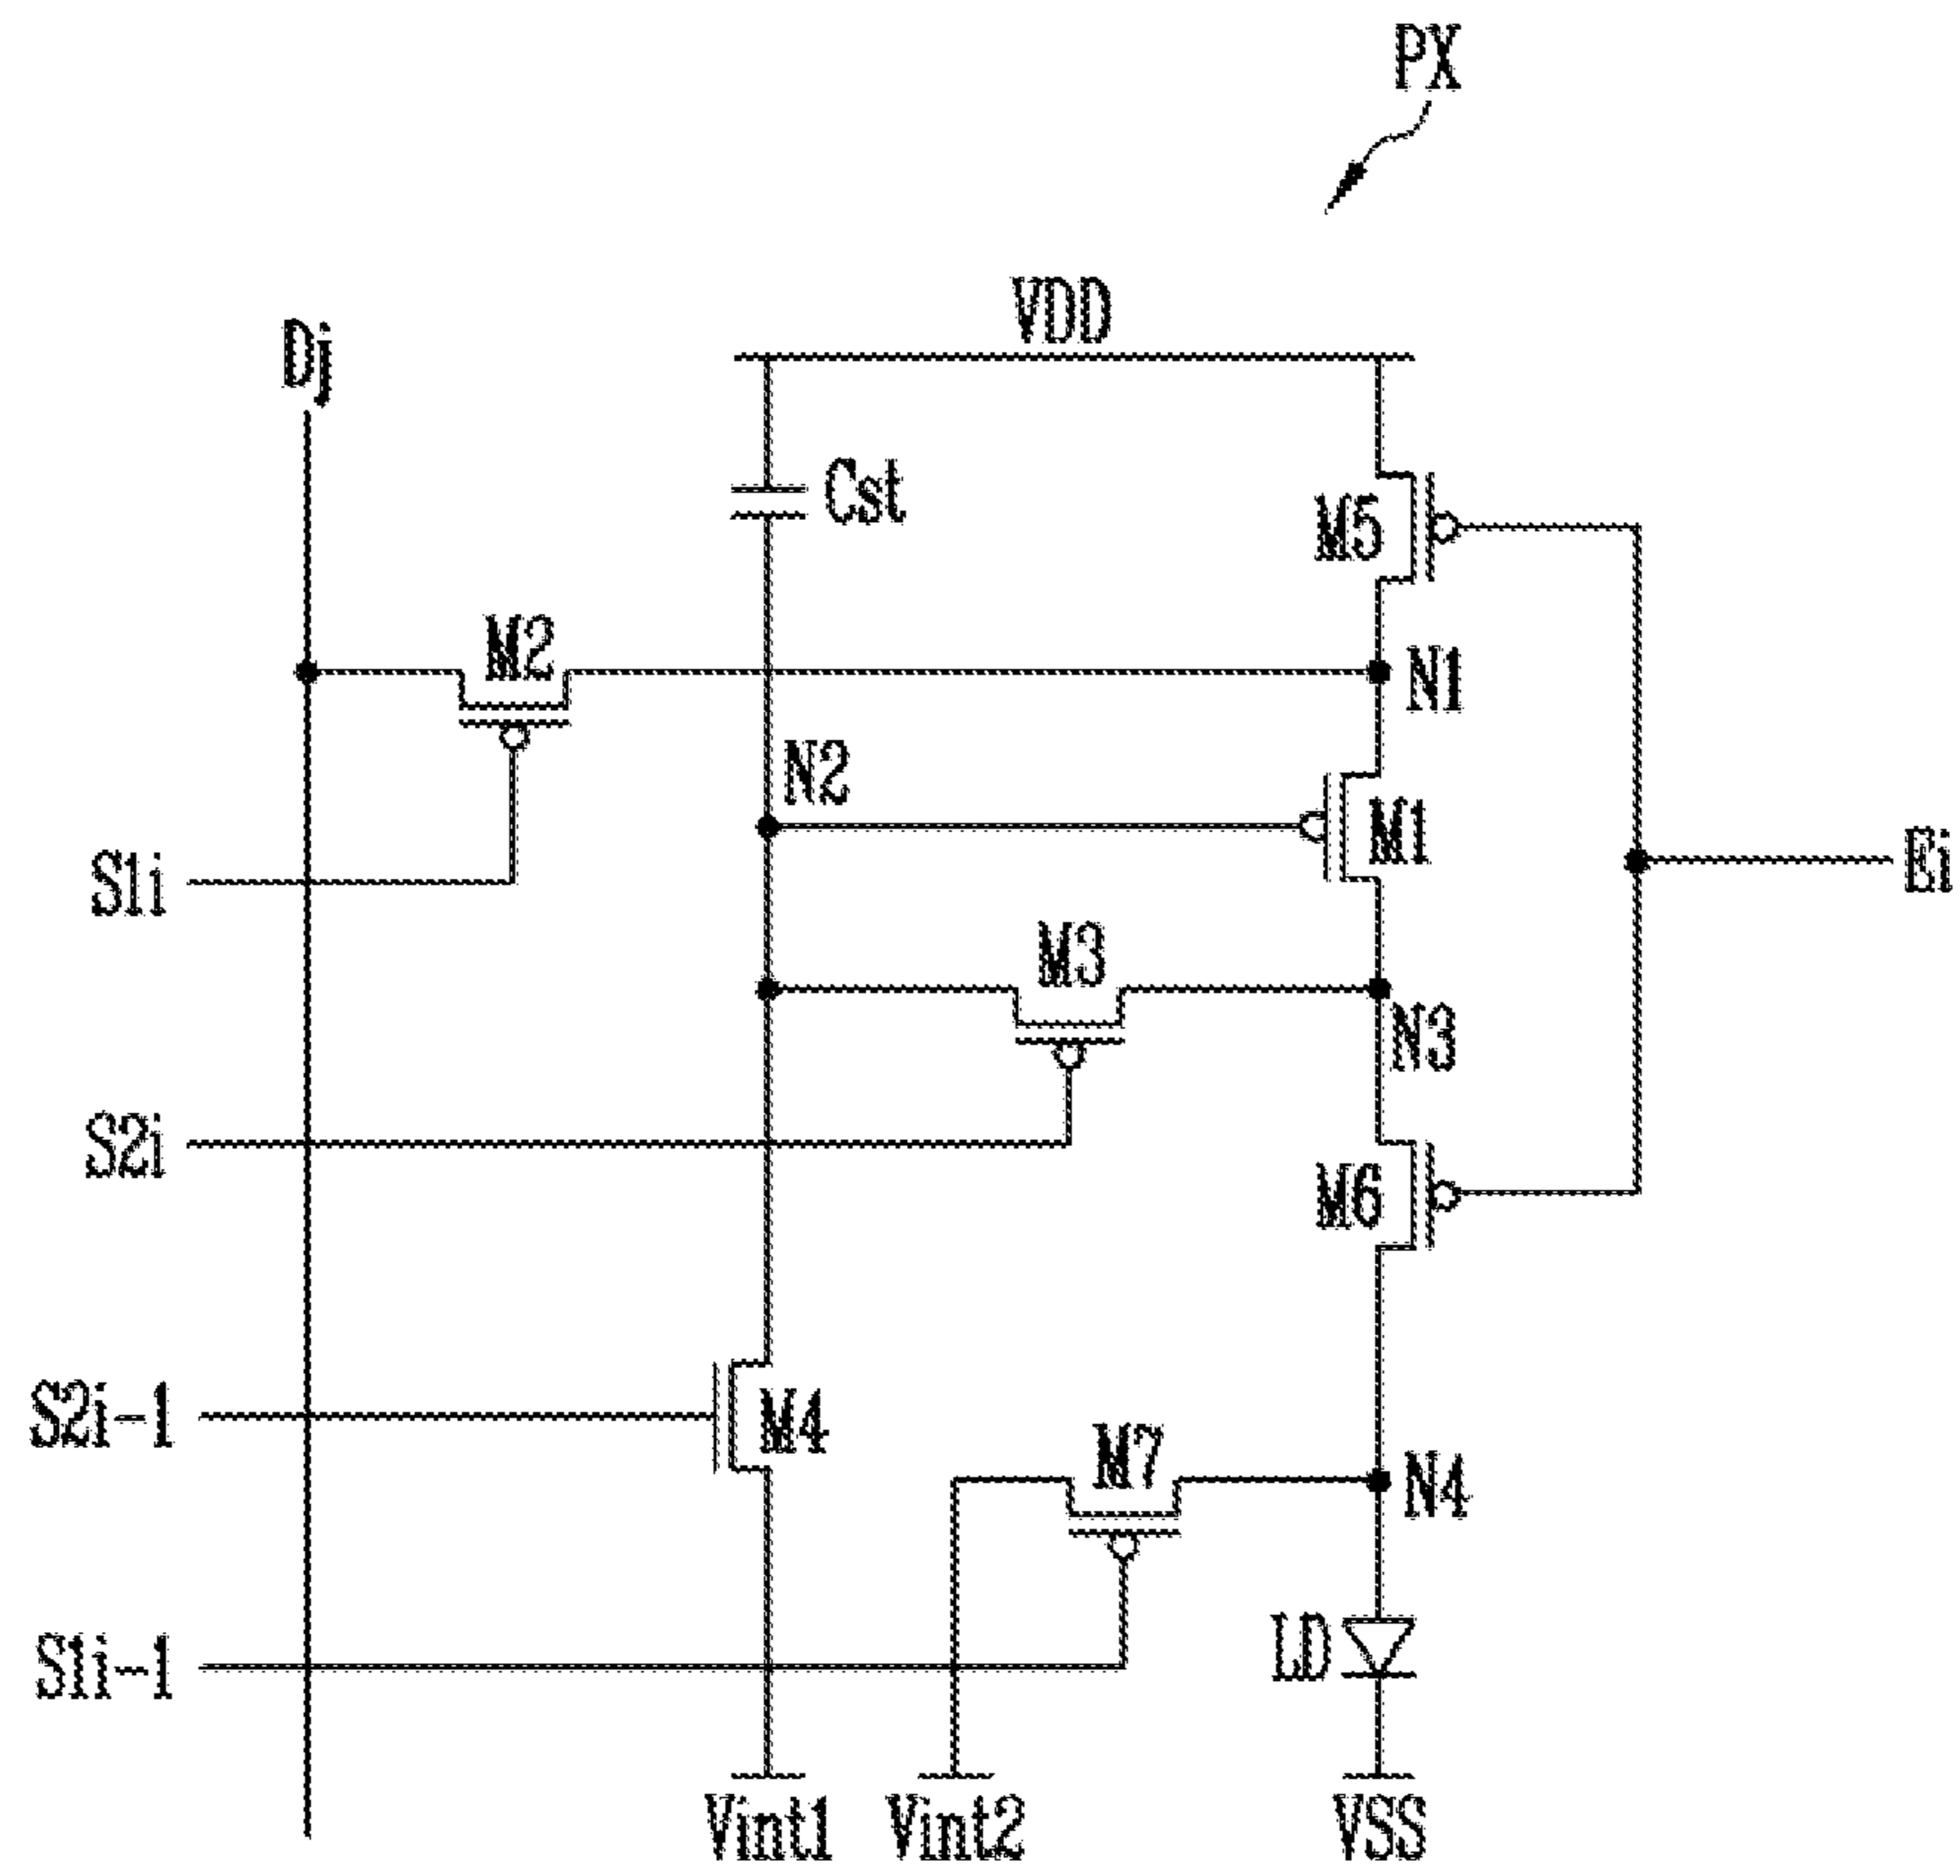 PX
VDD
Dj
Cst
M5
M2
N1
N2
M1
S1i
Ei
M3
N3
S2i
M6
S2i-1
M4
M7
N4
S1i-1
LD
Vint1
Vint2
VSS